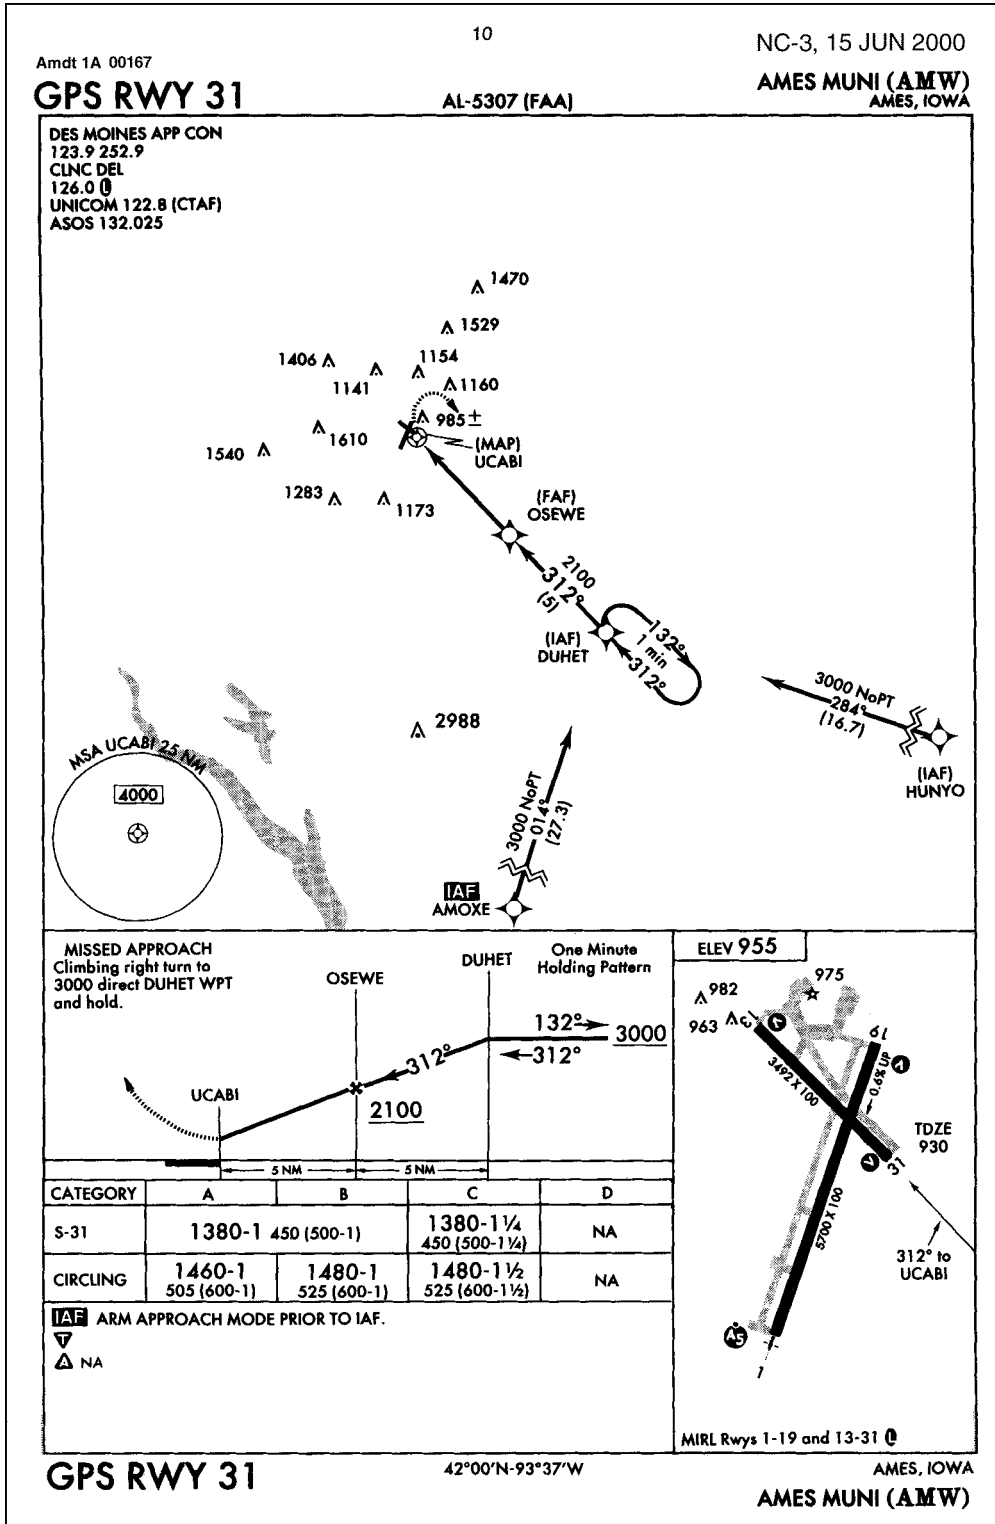 10
NC-3, 15 JUN 2000
Amdt 1A 00167
GPS RWY 31
AL-5307 (FAA)
AMES MUNI (AMW)
AMES, IOWA
DES MOINES APP CON
123.9 252.9
CLNC DEL
126.0 L
UNICOM 122.8 (CTAF)
ASOS 132.025
1470
1529
1406
1154
1141
1160
985±
1610
1540
(MAP)
UCABI
1283
1173
(FAF)
OSEWE
2100
312°
(5)
(IAF)
DUHET
132°
1 min
312°
3000 NoPT
284°
(16.7)
(IAF)
HUNYO
2988
MSA UCABI 25 NM
4000
3000 NoPT
014°
(27.3)
IAF
AMOXE
MISSED APPROACH
Climbing right turn to
3000 direct DUHET WPT
and hold.
OSEWE
DUHET
One Minute
Holding Pattern
132°
3000
312°
312°
UCABI
2100
5 NM
5 NM
ELEV 955
975
982
963
13
19
V
V
3492 X 100
0.6% UP
TDZE
930
V
31
5700 X 100
312° to
UCABI
A5
1
MIRL Rwys 1-19 and 13-31 L
CATEGORY A B C D
S-31 1380-1 450 (500-1) 1380-1¼ NA
450 (500-1¼)
CIRCLING 1460-1 1480-1 1480-1½ NA
505 (600-1) 525 (600-1) 525 (600-1½)
IAF ARM APPROACH MODE PRIOR TO IAF.
T
A NA
GPS RWY 31
42°00'N-93°37'W
AMES, IOWA
AMES MUNI (AMW)